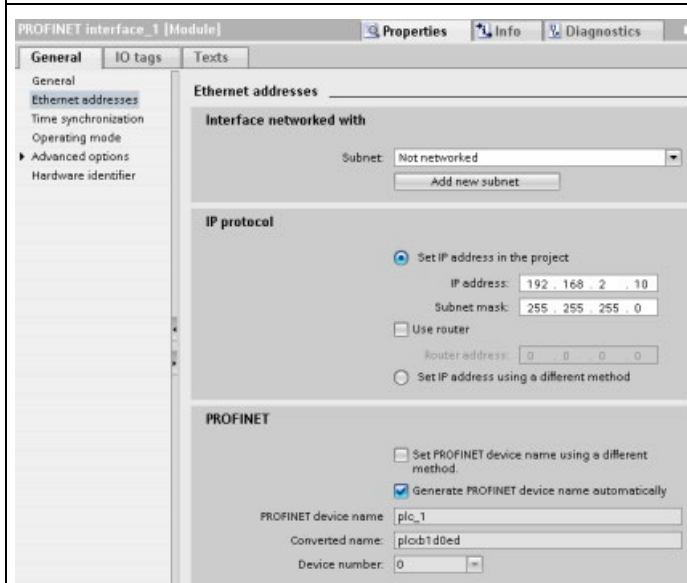 PROFINET interface_1 [Module]
Properties
Info
Diagnostics
General
IO tags
Texts
General
Ethernet addresses
Time synchronization
Operating mode
Advanced options
Hardware identifier
Ethernet addresses
Interface networked with
Subnet: Not networked
Add new subnet
IP protocol
Set IP address in the project
IP address: 192 . 168 . 2 . 10
Subnet mask: 255 . 255 . 255 . 0
Use router
Router address: 0 . 0 . 0 . 0
Set IP address using a different method
PROFINET
Set PROFINET device name using a different
method.
Generate PROFINET device name automatically
PROFINET device name plc_1
Converted name: plcxb1d0ed
Device number: 0